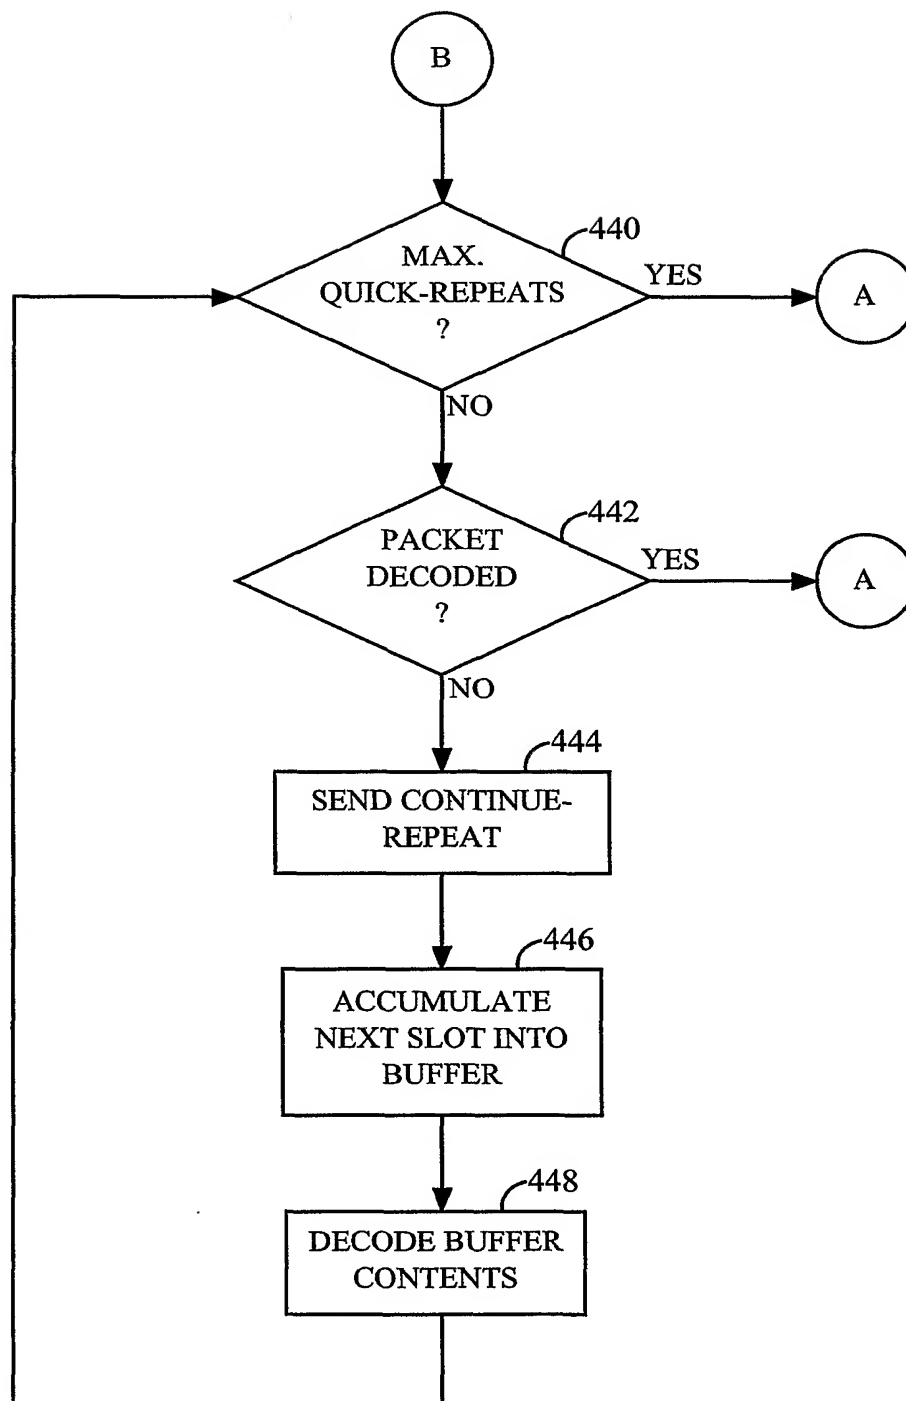 B
440
MAX.
QUICK-REPEATS
?
YES
A
NO
442
PACKET
DECODED
?
YES
A
NO
444
SEND CONTINUE-
REPEAT
446
ACCUMULATE
NEXT SLOT INTO
BUFFER
448
DECODE BUFFER
CONTENTS